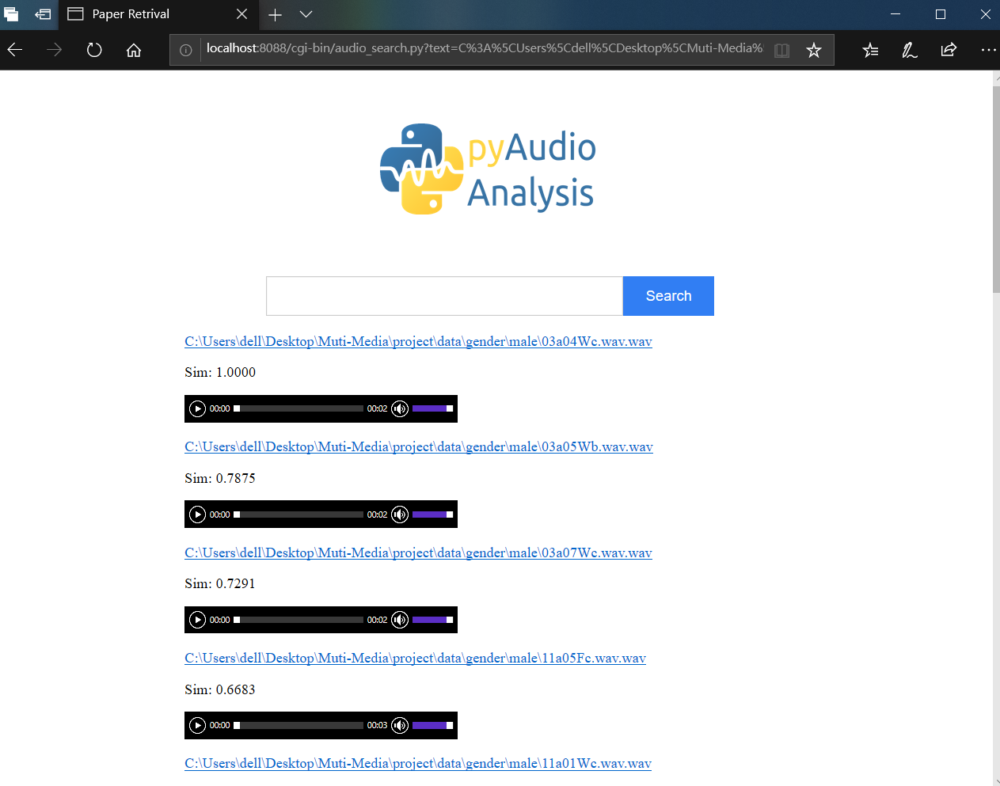 Paper Retrival
localhost:8088/cgi-bin/audio_search.py?text=C%3A%5CUsers%5Cdell%5CDesktop%5CMuti-Media%
pyAudio
Analysis
Search
C:\Users\dell\Desktop\Muti-Media\project\data\gender\male\03a04Wc.wav.wav
Sim: 1.0000
00:00 00:02
C:\Users\dell\Desktop\Muti-Media\project\data\gender\male\03a05Wb.wav.wav
Sim: 0.7875
00:00 00:02
C:\Users\dell\Desktop\Muti-Media\project\data\gender\male\03a07Wc.wav.wav
Sim: 0.7291
00:00 00:02
C:\Users\dell\Desktop\Muti-Media\project\data\gender\male\11a05Fc.wav.wav
Sim: 0.6683
00:00 00:03
C:\Users\dell\Desktop\Muti-Media\project\data\gender\male\11a01Wc.wav.wav